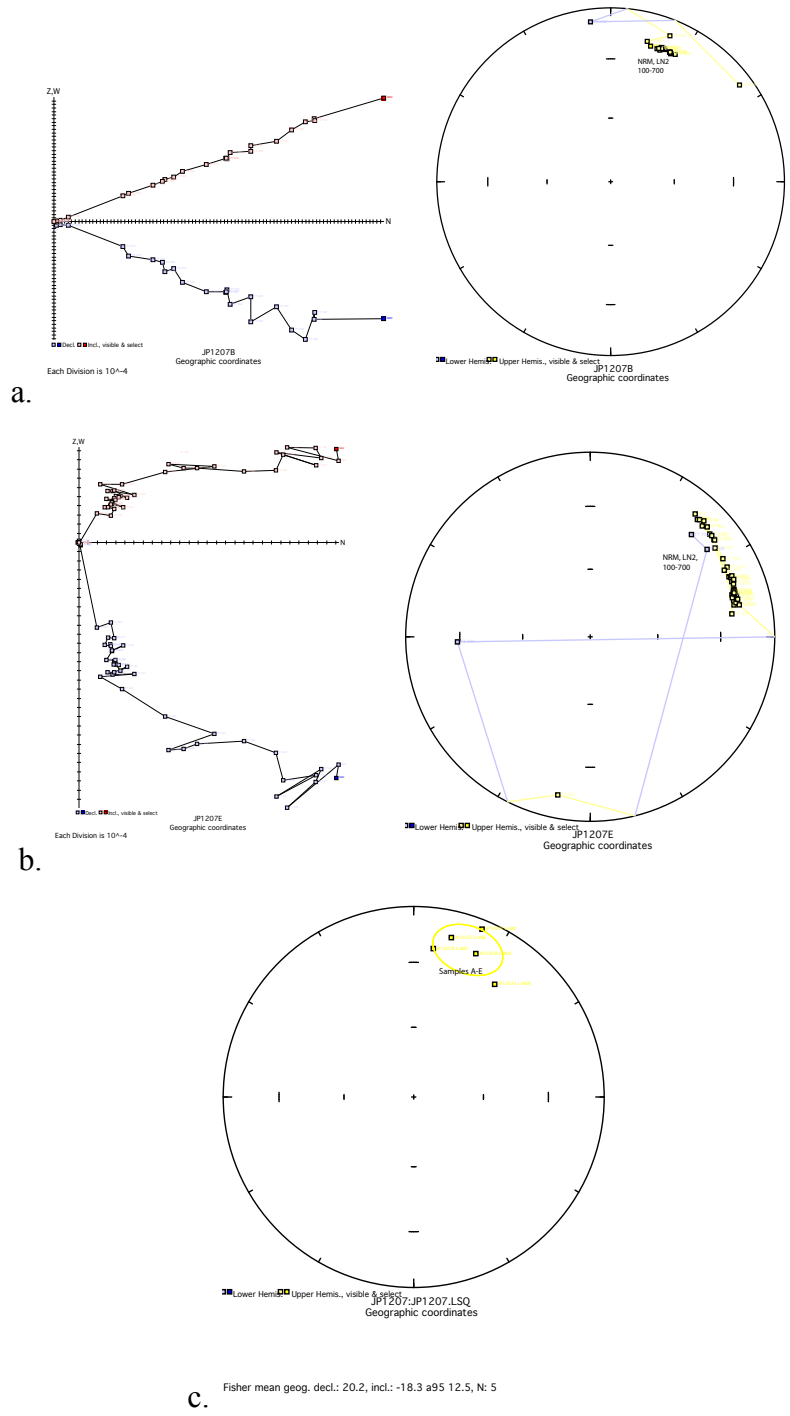 Z,W
N
Decl. Incl., visible & select
JP1207B
Geographic coordinates
Each Division is 10^-4
NRM, LN2
100-700
Lower Hemis. Upper Hemis., visible & select
JP1207B
Geographic coordinates
a.
Z,W
N
Decl. Incl., visible & select
JP1207E
Geographic coordinates
Each Division is 10^-4
NRM, LN2,
100-700
Lower Hemis. Upper Hemis., visible & select
JP1207E
Geographic coordinates
b.
Samples A-E
Lower Hemis. Upper Hemis., visible & select
JP1207:JP1207.LSQ
Geographic coordinates
Fisher mean geog. decl.: 20.2, incl.: -18.3 a95 12.5, N: 5
c.